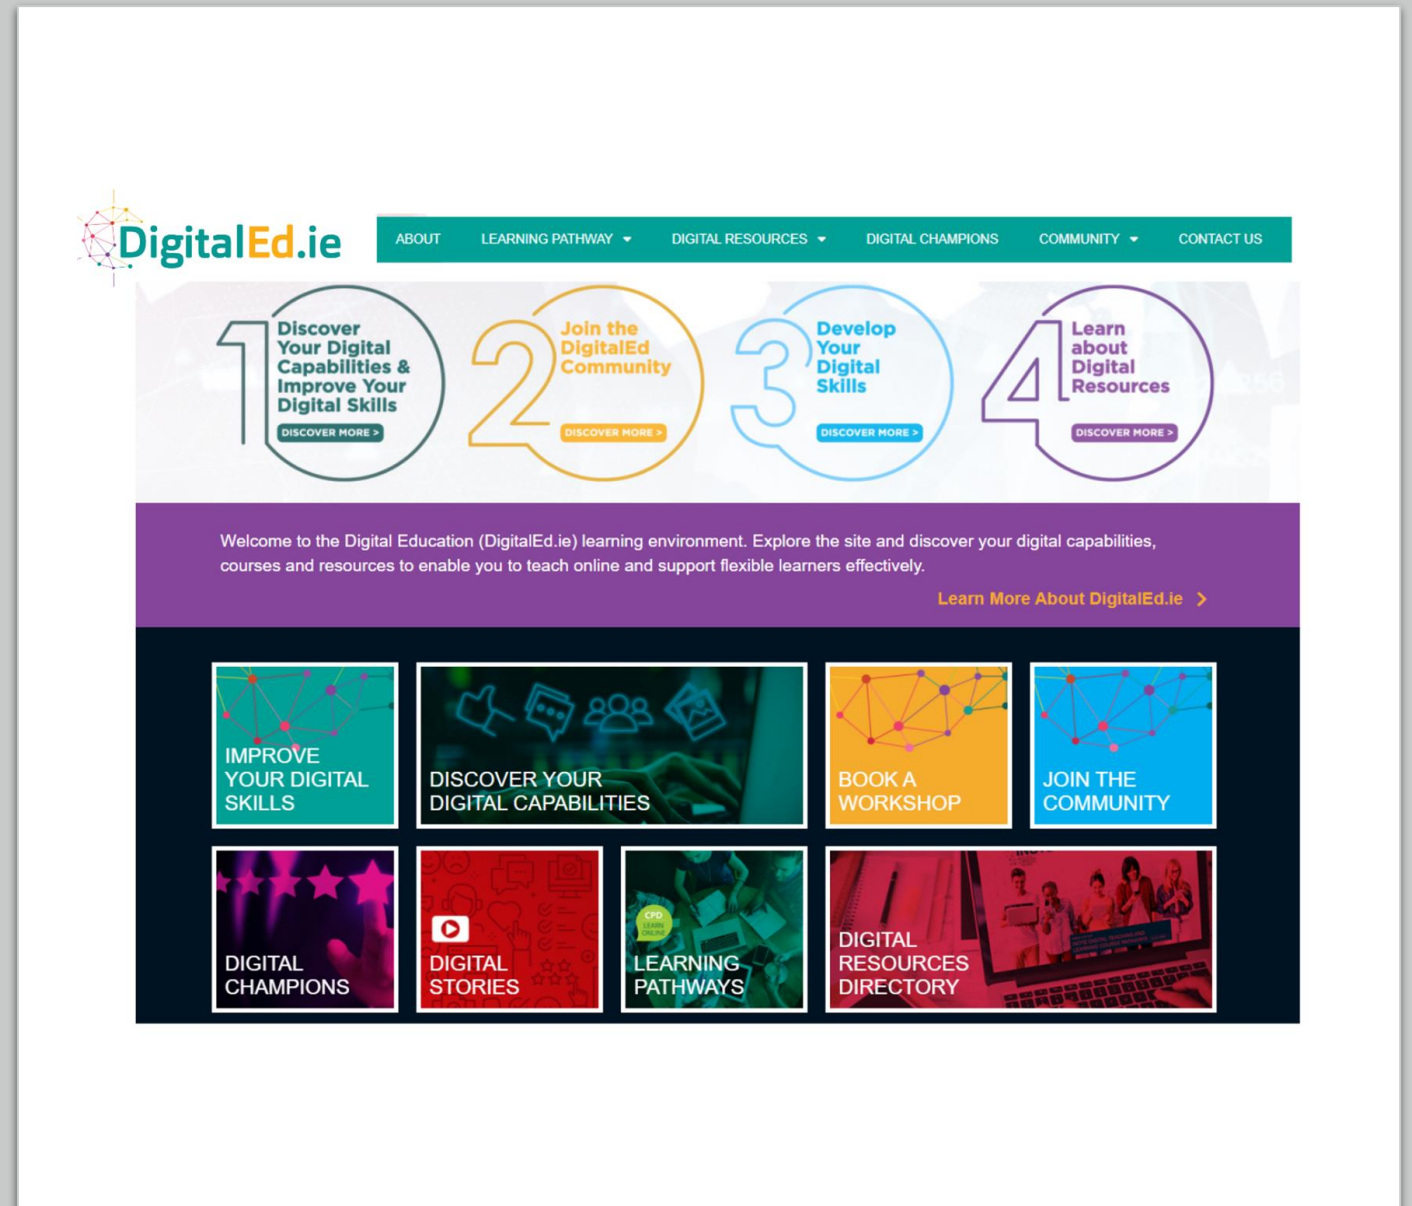 DigitalEd.ie
ABOUT
LEARNING PATHWAY
DIGITAL RESOURCES
DIGITAL CHAMPIONS
COMMUNITY
CONTACT US
1
Discover
Your Digital
Capabilities &
Improve Your
Digital Skills
DISCOVER MORE >
2
Join the
DigitalEd
Community
DISCOVER MORE >
3
Develop
Your
Digital
Skills
DISCOVER MORE >
4
Learn
about
Digital
Resources
DISCOVER MORE >
Welcome to the Digital Education (DigitalEd.ie) learning environment. Explore the site and discover your digital capabilities,
courses and resources to enable you to teach online and support flexible learners effectively.
Learn More About DigitalEd.ie >
IMPROVE
YOUR DIGITAL
SKILLS
DISCOVER YOUR
DIGITAL CAPABILITIES
BOOK A
WORKSHOP
JOIN THE
COMMUNITY
DIGITAL
CHAMPIONS
DIGITAL
STORIES
CPD
LEARN
ONLINE
LEARNING
PATHWAYS
DIGITAL
RESOURCES
DIRECTORY